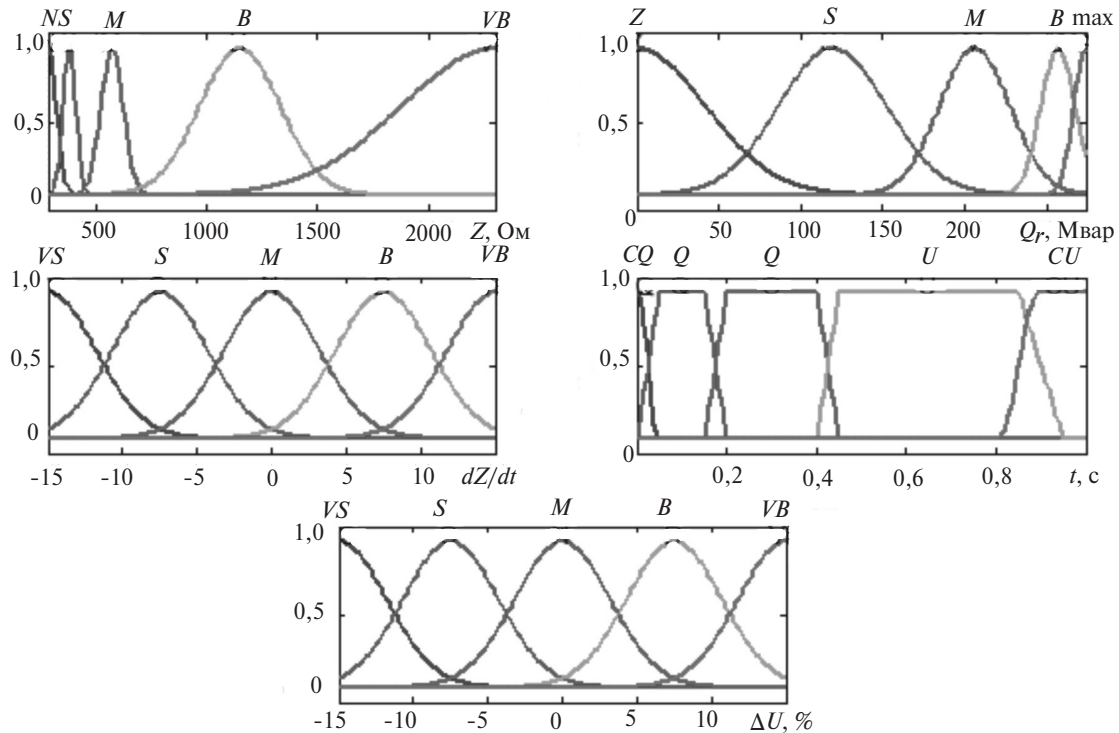 NS M B VB
1,0
0,5
0
500 1000 1500 2000
Z, Ом
Z S M B max
1,0
0,5
0
0 50 100 150 200
Qr, Мвар
VS S M B VB
1,0
0,5
0
-15 -10 -5 0 5 10
dZ/dt
CQ Q Q U CU
1,0
0,5
0
0,2 0,4 0,6 0,8
t, с
VS S M B VB
1,0
0,5
0
-15 -10 -5 0 5 10
ΔU, %